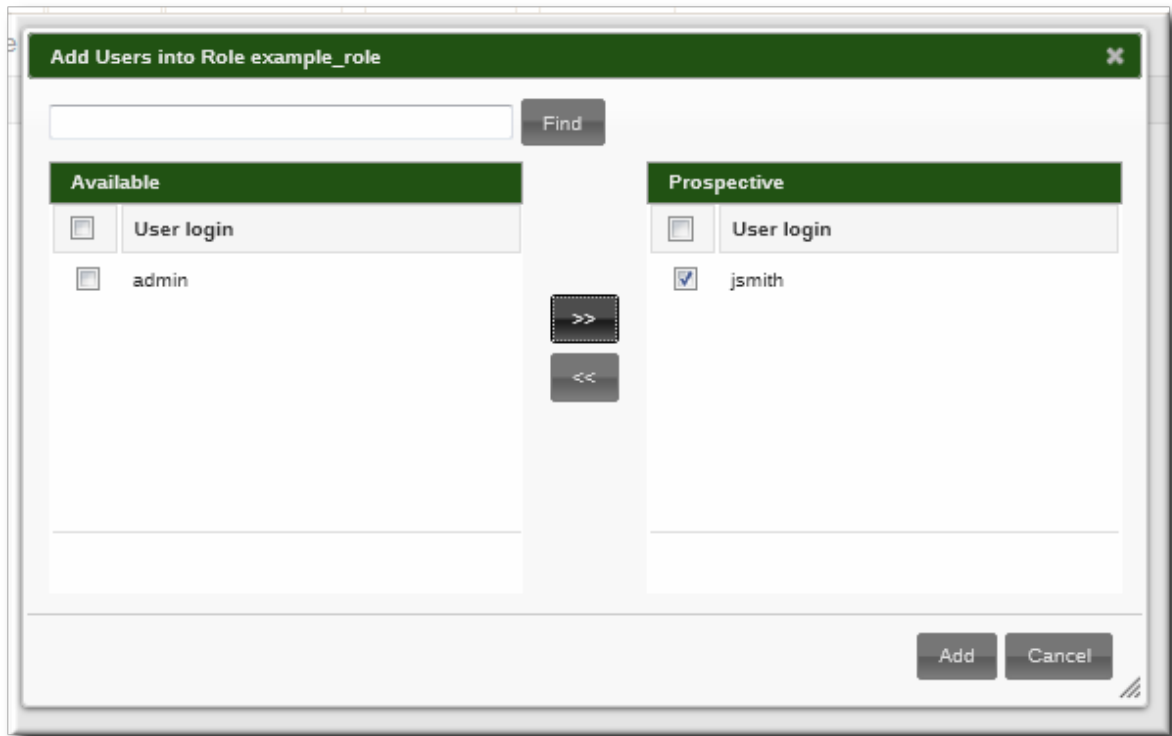 Add Users into Role example_role
Find
Available
User login
admin
>>
<<
Prospective
User login
jsmith
Add
Cancel